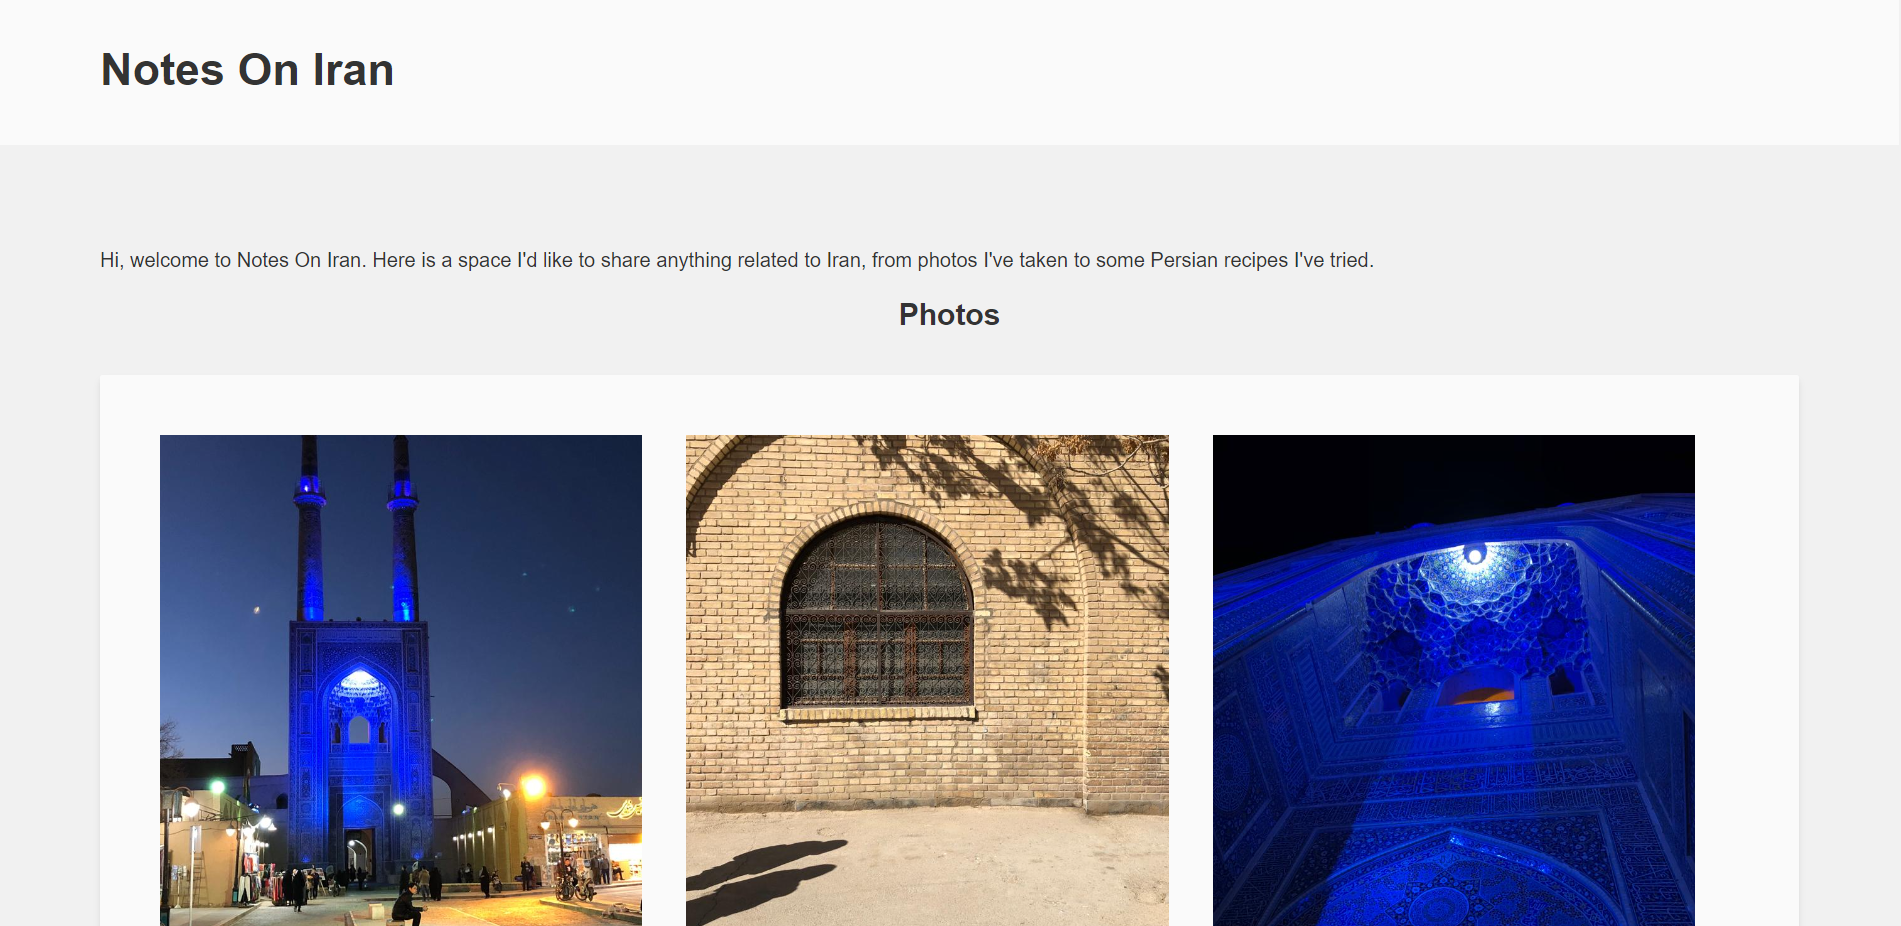 Notes On Iran
Hi, welcome to Notes On Iran. Here is a space I'd like to share anything related to Iran, from photos I've taken to some Persian recipes I've tried.
Photos